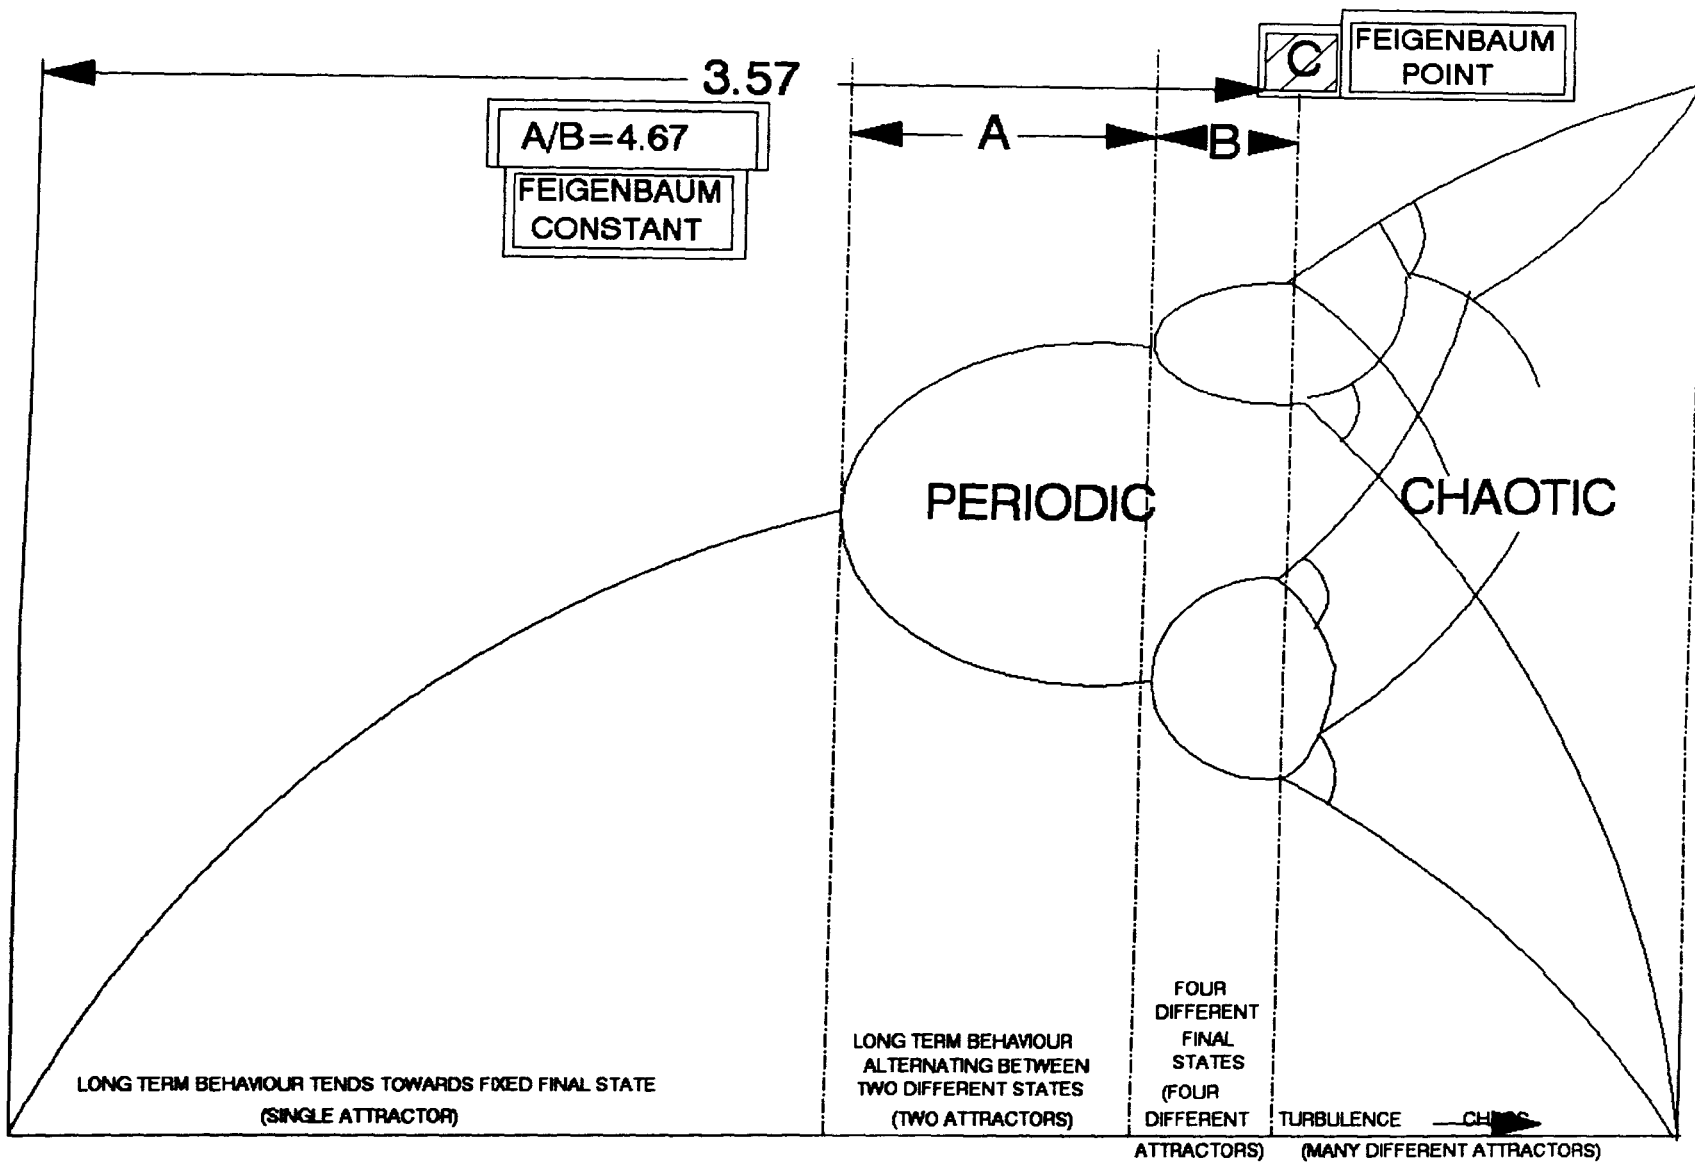 3.57
C
FEIGENBAUM
POINT
A/B=4.67
FEIGENBAUM
CONSTANT
A
B
PERIODIC
CHAOTIC
LONG TERM BEHAVIOUR TENDS TOWARDS FIXED FINAL STATE
(SINGLE ATTRACTOR)
LONG TERM BEHAVIOUR
ALTERNATING BETWEEN
TWO DIFFERENT STATES
(TWO ATTRACTORS)
FOUR
DIFFERENT
FINAL
STATES
(FOUR
DIFFERENT
ATTRACTORS)
TURBULENCE CHAOS
(MANY DIFFERENT ATTRACTORS)